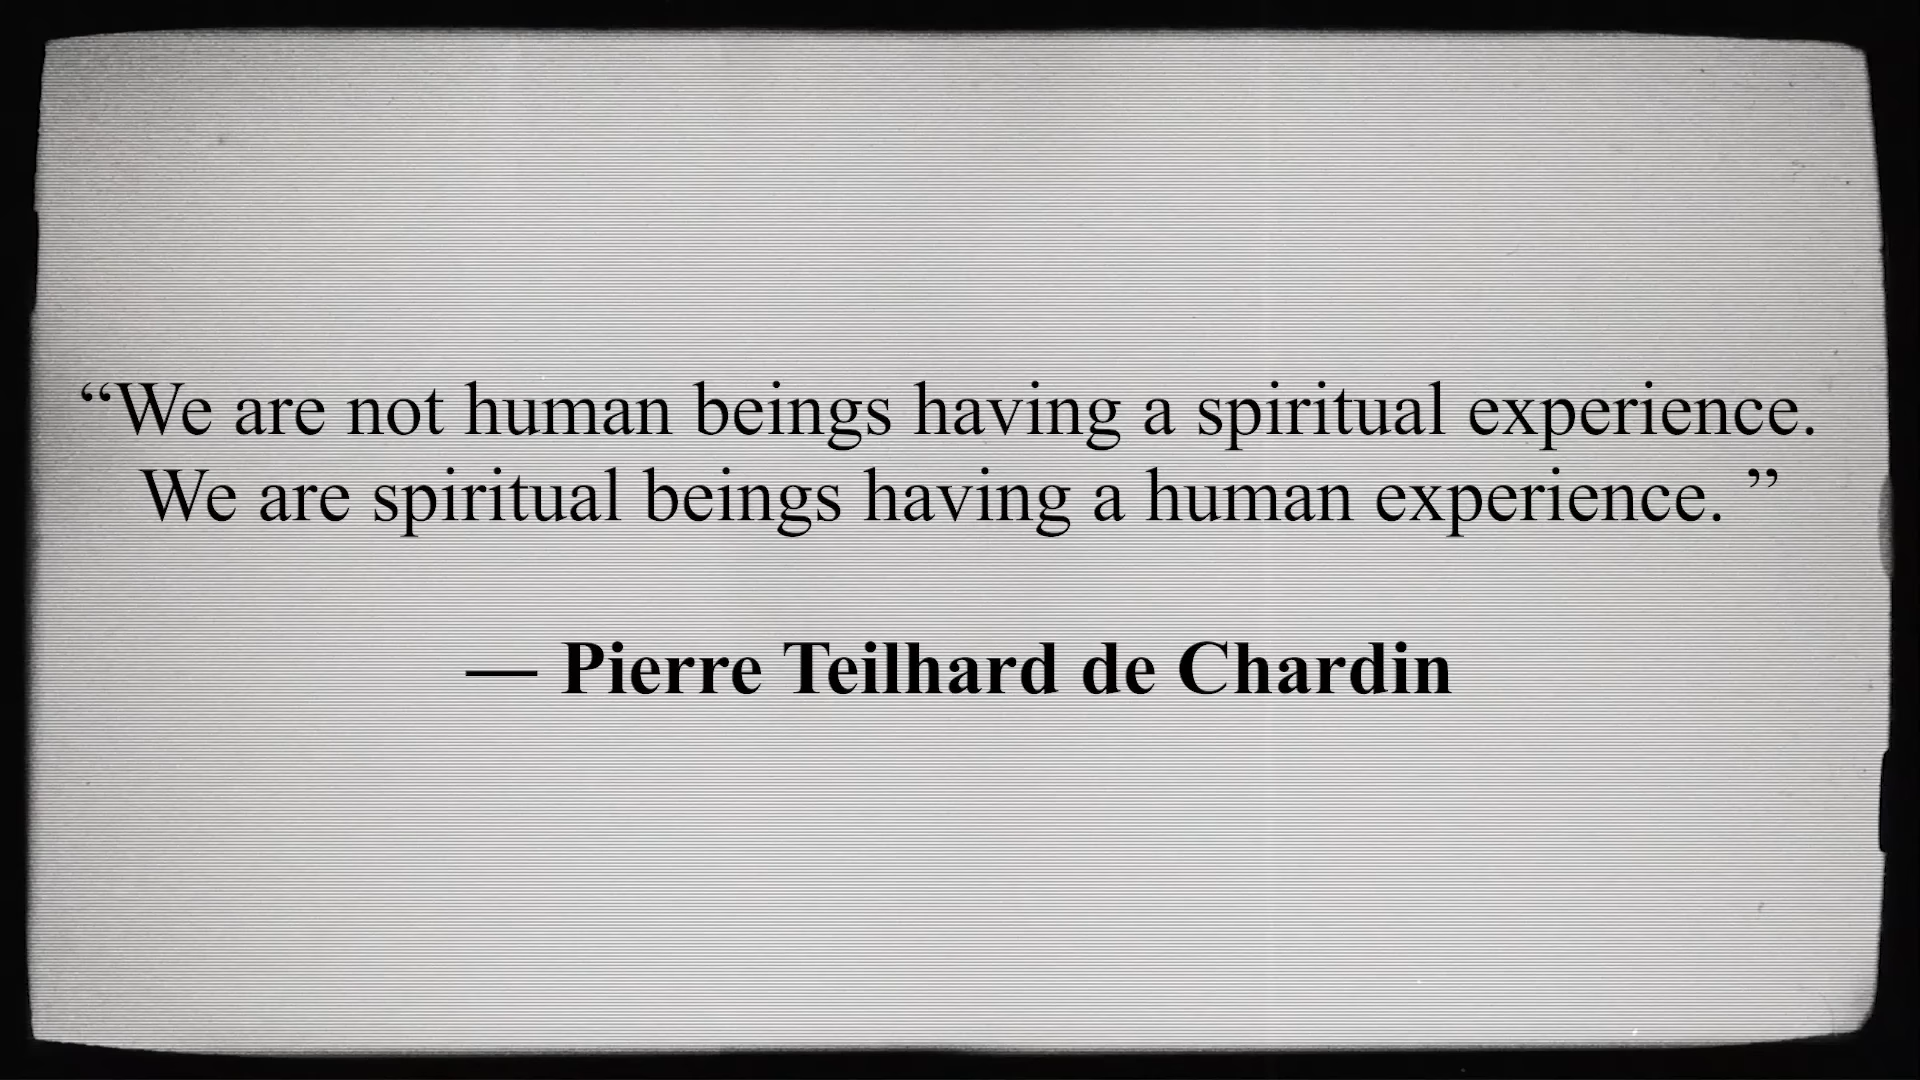 “We are not human beings having a spiritual experience.
We are spiritual beings having a human experience. ”
— Pierre Teilhard de Chardin